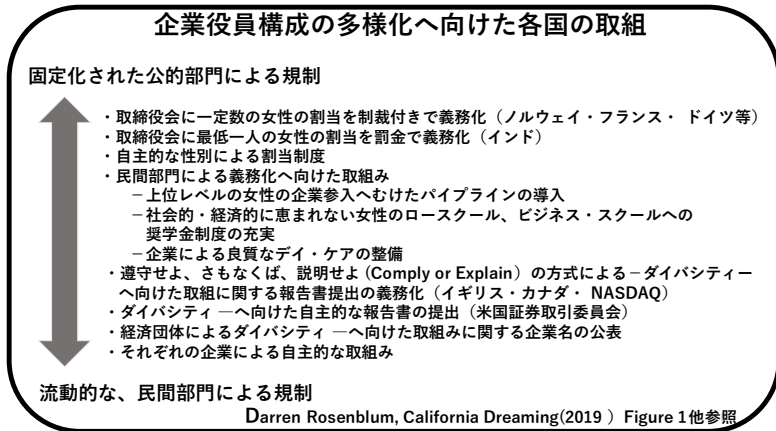 企業役員構成の多様化へ向けた各国の取組
固定化された公的部門による規制
・取締役会に一定数の女性の割当を制裁付きで義務化（ノルウェイ・フランス・ ドイツ等）
・取締役会に最低一人の女性の割当を罰金で義務化（インド）
・自主的な性別による割当制度
・民間部門による義務化へ向けた取組み
－上位レベルの女性の企業参入へむけたパイプラインの導入
－社会的・経済的に恵まれない女性のロースクール、ビジネス・スクールへの
奨学金制度の充実
－企業による良質なデイ・ケアの整備
・遵守せよ、さもなくば、説明せよ (Comply or Explain）の方式による－ダイバシティー
へ向けた取組に関する報告書提出の義務化（イギリス・カナダ・ NASDAQ）
・ダイバシティ ―へ向けた自主的な報告書の提出（米国証券取引委員会）
・経済団体によるダイバシティ ―へ向けた取組みに関する企業名の公表
・それぞれの企業による自主的な取組み
流動的な、民間部門による規制
Darren Rosenblum, California Dreaming(2019 ）Figure 1他参照